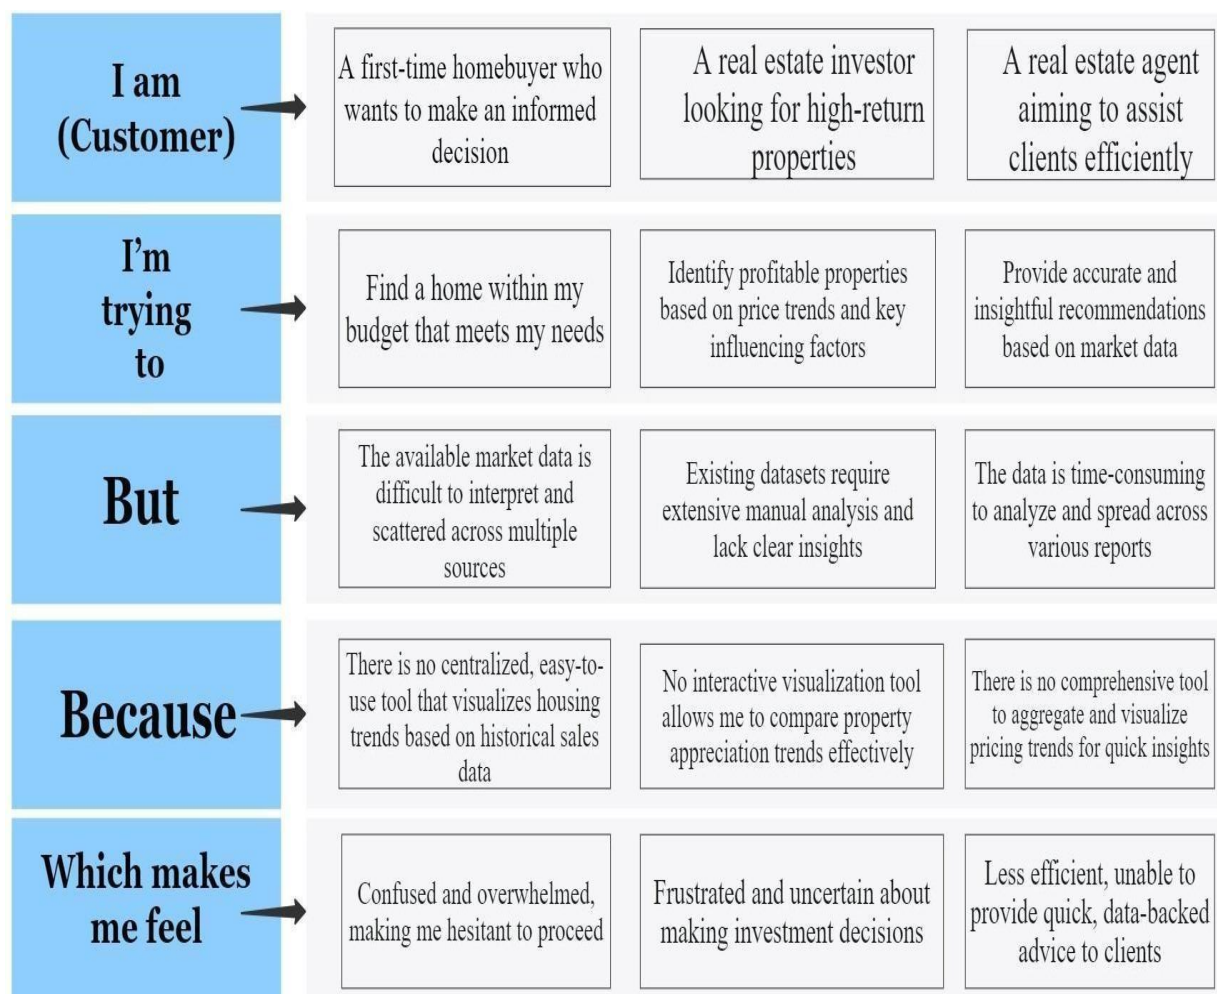 I am
(Customer)
A first-time homebuyer who
wants to make an informed
decision
A real estate investor
looking for high-return
properties
A real estate agent
aiming to assist
clients efficiently
I’m
trying
to
Find a home within my
budget that meets my needs
Identify profitable properties
based on price trends and key
influencing factors
Provide accurate and
insightful recommendations
based on market data
But
The available market data is
difficult to interpret and
scattered across multiple
sources
Existing datasets require
extensive manual analysis and
lack clear insights
The data is time-consuming
to analyze and spread across
various reports
Because
There is no centralized, easy-to-
use tool that visualizes housing
trends based on historical sales
data
No interactive visualization tool
allows me to compare property
appreciation trends effectively
There is no comprehensive tool
to aggregate and visualize
pricing trends for quick insights
Which makes
me feel
Confused and overwhelmed,
making me hesitant to proceed
Frustrated and uncertain about
making investment decisions
Less efficient, unable to
provide quick, data-backed
advice to clients